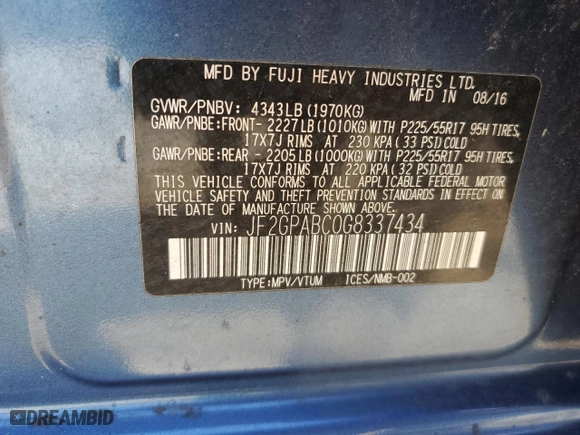 MFD BY FUJI HEAVY INDUSTRIES LTD.
MFD IN 08/16
GVWR/PNBV: 4343LB (1970KG)
GAWR/PNBE:FRONT- 2227LB (1010KG) WITH P225/55R17 95H TIRES,
17X7J RIMS AT 230 KPA ( 33 PSI) COLD
GAWR/PNBE:REAR - 2205LB (1000KG) WITH P225/55R17 95H TIRES,
17X7J RIMS AT 220 KPA ( 32 PSI) COLD
THIS VEHICLE CONFORMS TO ALL APPLICABLE FEDERAL MOTOR
VEHICLE SAFETY AND THEFT PREVENTION STANDARDS IN EFFECT ON
THE DATE OF MANUFACTURE SHOWN ABOVE.
VIN: JF2GPABC0G8337434
TYPE:MPV/VTUM ICES/NMB-002
DREAMBID